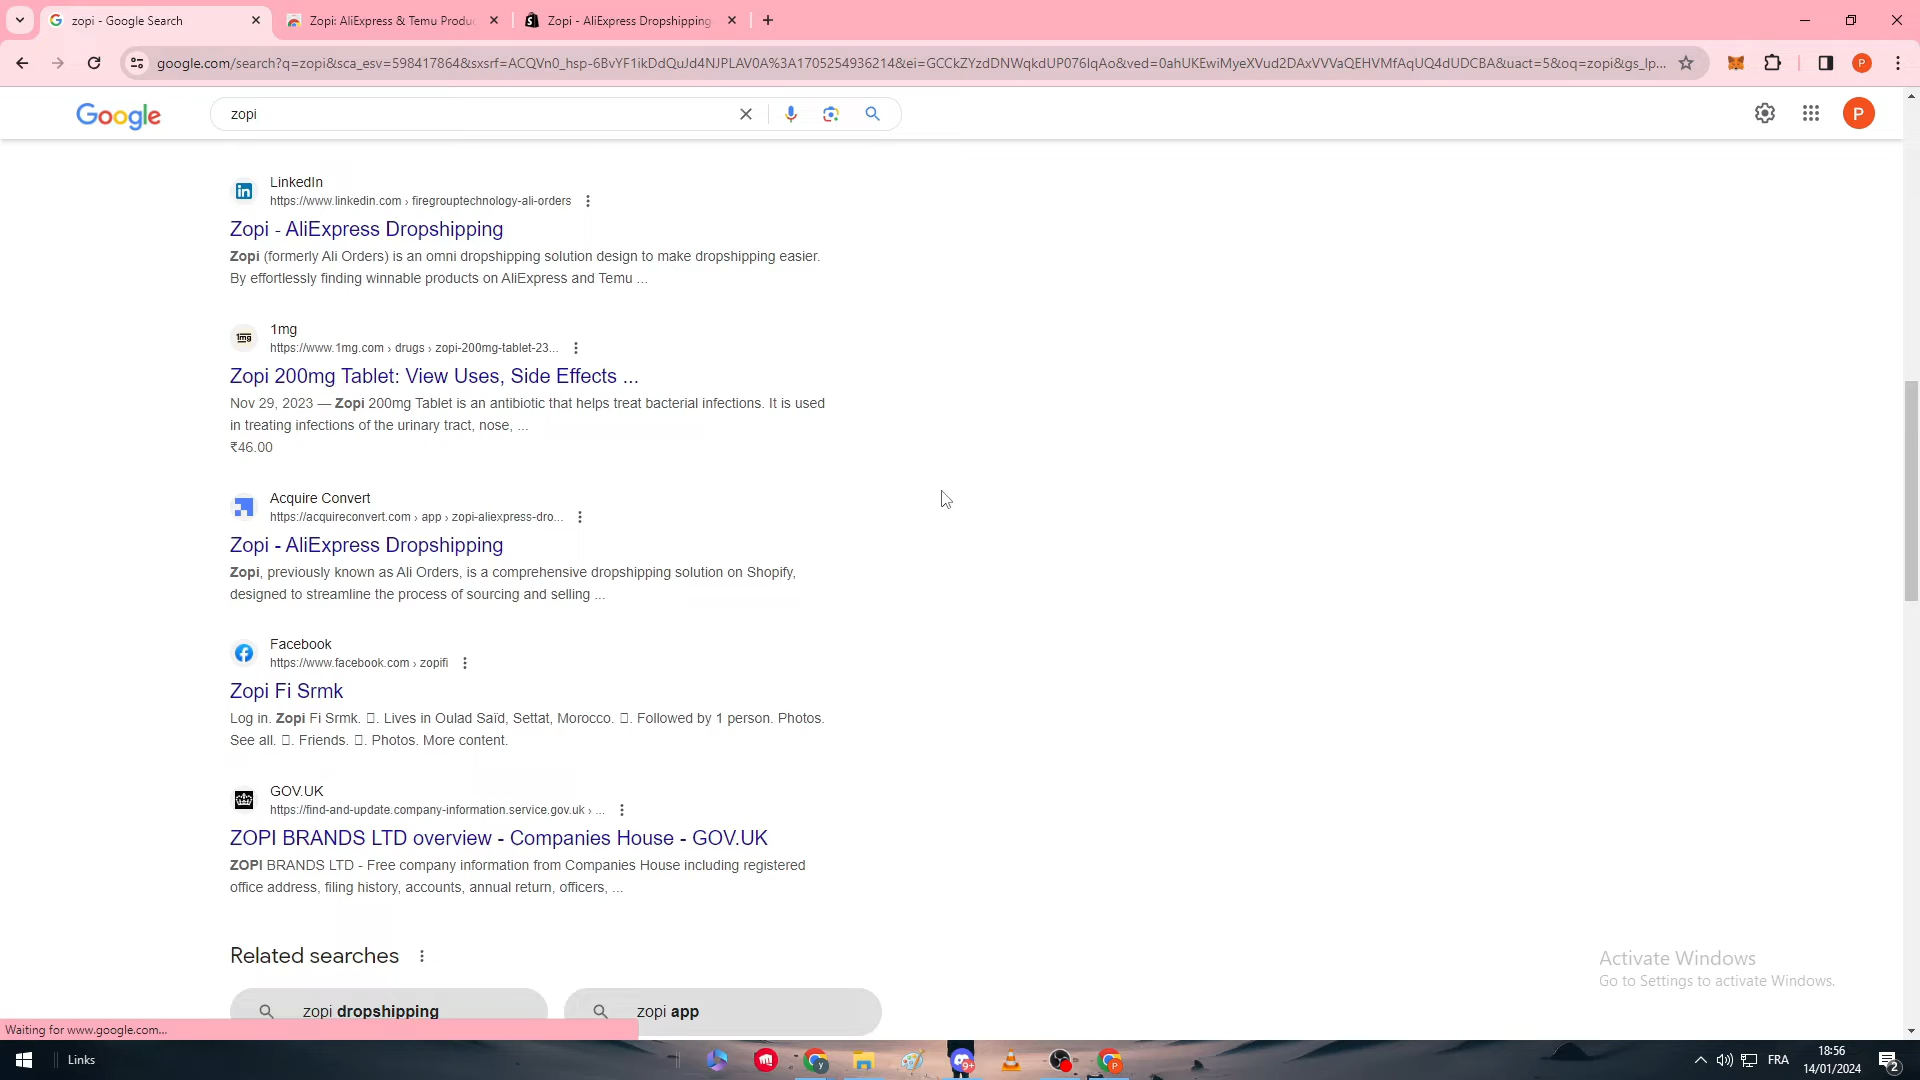 zopi - Google Search
Zopi: AliExpress & Temu Produc
Zopi - AliExpress Dropshipping
google.com/search?q=zopi&sca_esv=598417864&sxsrf=ACQVn0_hsp-6BvYF1ikDdQuJd4NJPLAV0A%3A1705254936214&ei=GCCkZYzdDNWqkdUP076IqAo&ved=0ahUKEwiMyeXVud2DAxVVVaQEHVMfAqUQ4dUDCBA&uact=5&oq=zopi&gs_lp...
P
Google
zopi
P
LinkedIn
https://www.linkedin.com › firegrouptechnology-ali-orders
Zopi - AliExpress Dropshipping
Zopi (formerly Ali Orders) is an omni dropshipping solution design to make dropshipping easier.
By effortlessly finding winnable products on AliExpress and Temu ...
1mg
1mg
https://www.1mg.com › drugs › zopi-200mg-tablet-23...
Zopi 200mg Tablet: View Uses, Side Effects ...
Nov 29, 2023 — Zopi 200mg Tablet is an antibiotic that helps treat bacterial infections. It is used
in treating infections of the urinary tract, nose, ...
₹46.00
Acquire Convert
https://acquireconvert.com › app › zopi-aliexpress-dro...
Zopi - AliExpress Dropshipping
Zopi, previously known as Ali Orders, is a comprehensive dropshipping solution on Shopify,
designed to streamline the process of sourcing and selling ...
Facebook
https://www.facebook.com › zopifi
Zopi Fi Srmk
Log in. Zopi Fi Srmk. . Lives in Oulad Saïd, Settat, Morocco. . Followed by 1 person. Photos.
See all. . Friends. . Photos. More content.
GOV.UK
https://find-and-update.company-information.service.gov.uk › ...
ZOPI BRANDS LTD overview - Companies House - GOV.UK
ZOPI BRANDS LTD - Free company information from Companies House including registered
office address, filing history, accounts, annual return, officers, ...
Related searches
zopi dropshipping
zopi app
Activate Windows
Go to Settings to activate Windows.
Waiting for www.google.com...
Links
FRA
18:56
14/01/2024
2